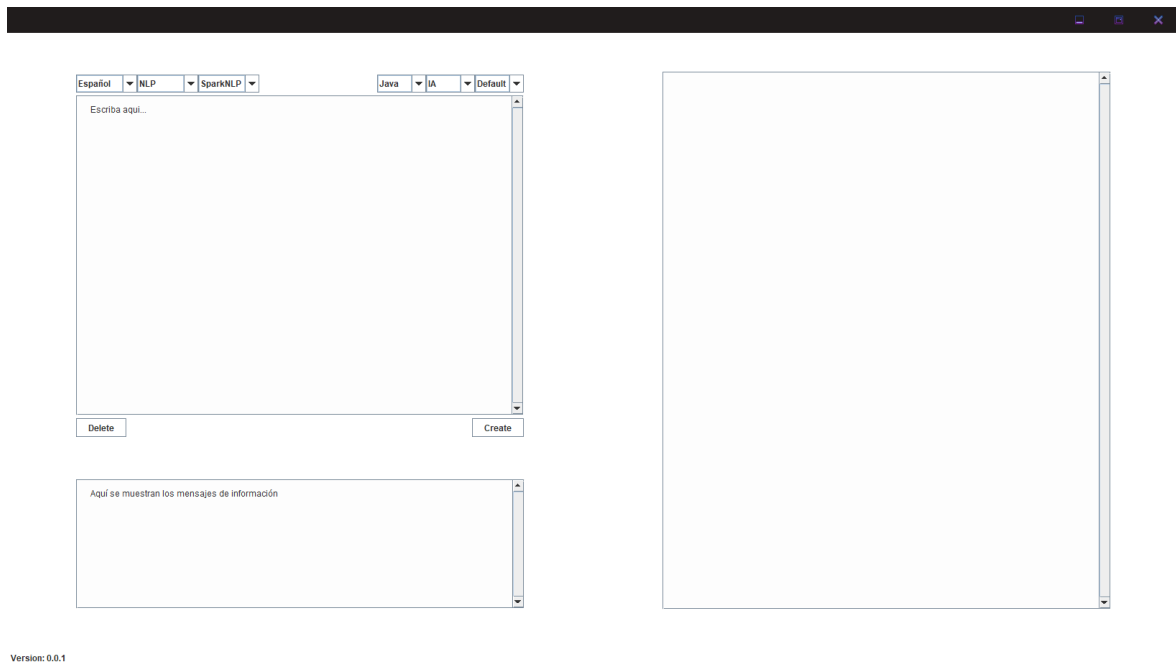 Español NLP SparkNLP Java IA Default
Escriba aqui...
Delete Create
Aquí se muestran los mensajes de información
Version: 0.0.1